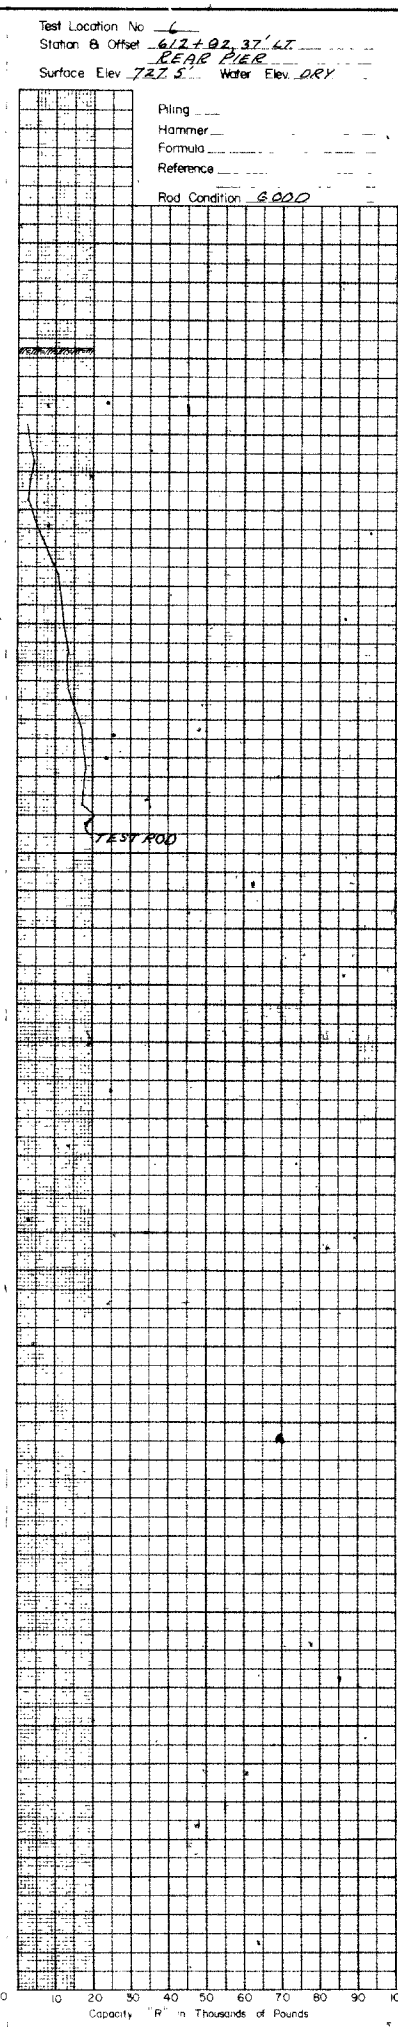 Test Location No 6
Station & Offset 612+92, 37' LT
REAR PIER
Surface Elev 727.5' Water Elev. DRY
Piling
Hammer
Formula
Reference
Rod Condition GOOD
TEST ROD
0 10 20 30 40 50 60 70 80 90 100
Capacity "R" in Thousands of Pounds